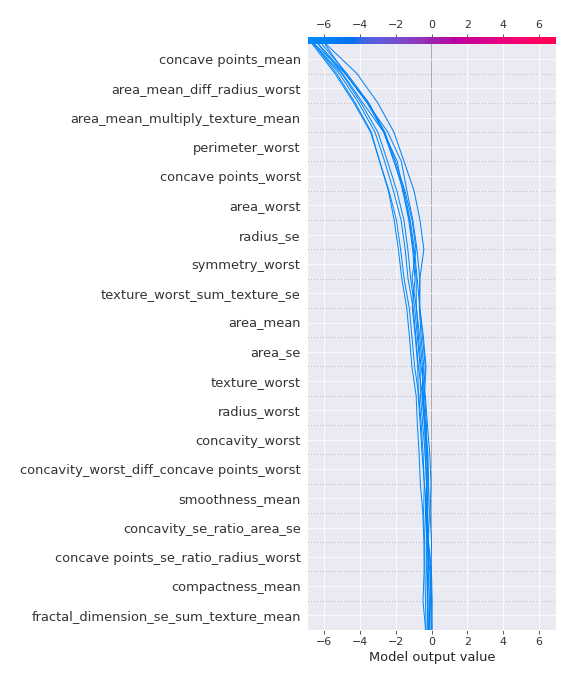 −6 −4 −2 0 2 4 6
concave points_mean
area_mean_diff_radius_worst
area_mean_multiply_texture_mean
perimeter_worst
concave points_worst
area_worst
radius_se
symmetry_worst
texture_worst_sum_texture_se
area_mean
area_se
texture_worst
radius_worst
concavity_worst
concavity_worst_diff_concave points_worst
smoothness_mean
concavity_se_ratio_area_se
concave points_se_ratio_radius_worst
compactness_mean
fractal_dimension_se_sum_texture_mean
−6 −4 −2 0 2 4 6
Model output value